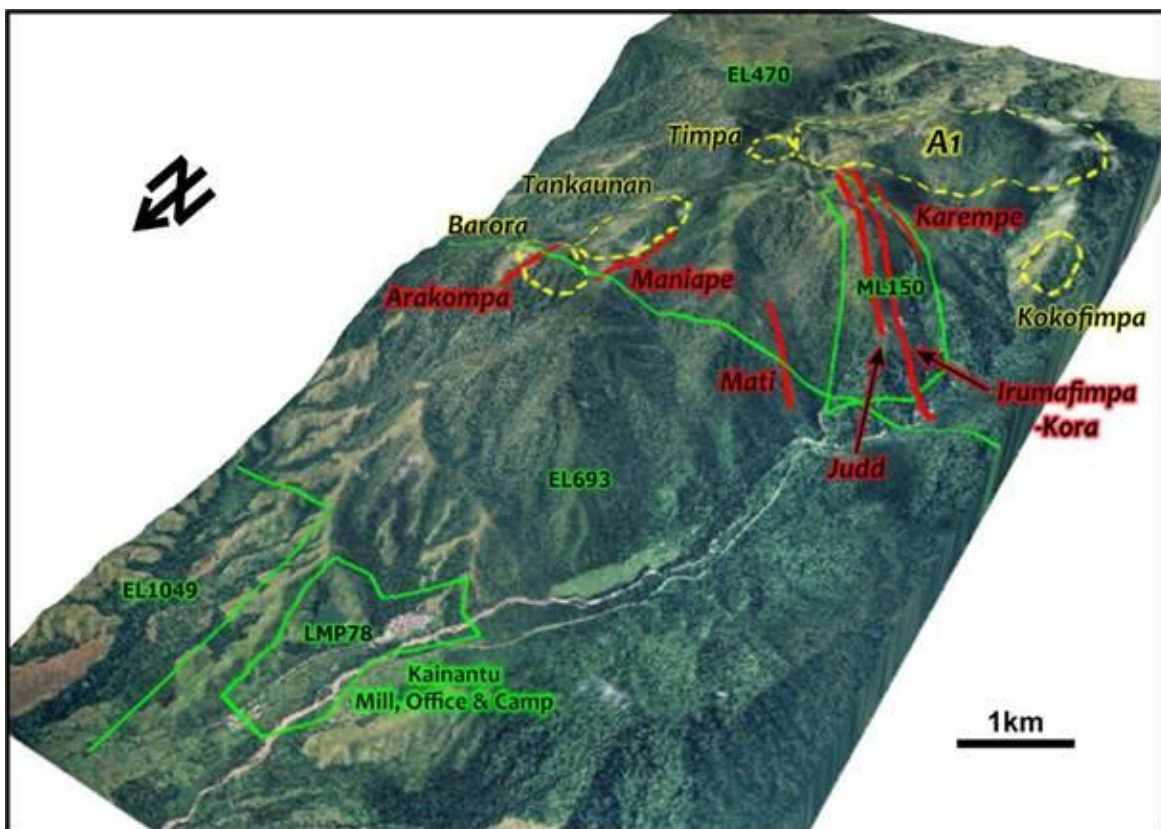 EL470
Timpa
A1
Tankaunan
Karempe
Barora
Arakompa
Maniape
ML150
Kokofimpa
Mati
Irumafimpa
-Kora
Judd
EL693
EL1049
LMP78
Kainantu
Mill, Office & Camp
1km
N